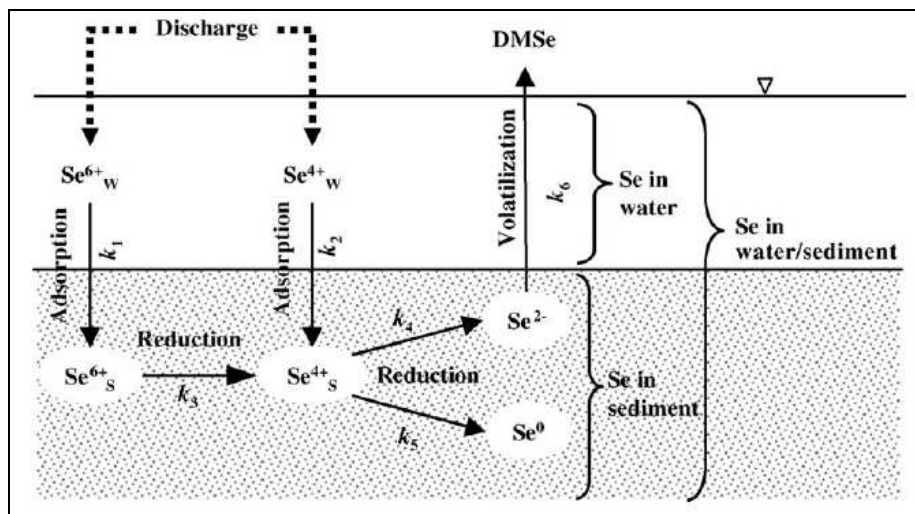 Discharge
DMSe
Se⁶⁺W
Se⁴⁺W
Adsorption
k₁
Adsorption
k₂
Volatilization
k₆
Se in
water
Se in
water/sediment
Reduction
k₄
Se²⁻
Se⁶⁺S
k₃
Se⁴⁺S
Reduction
Se in
sediment
k₅
Se⁰